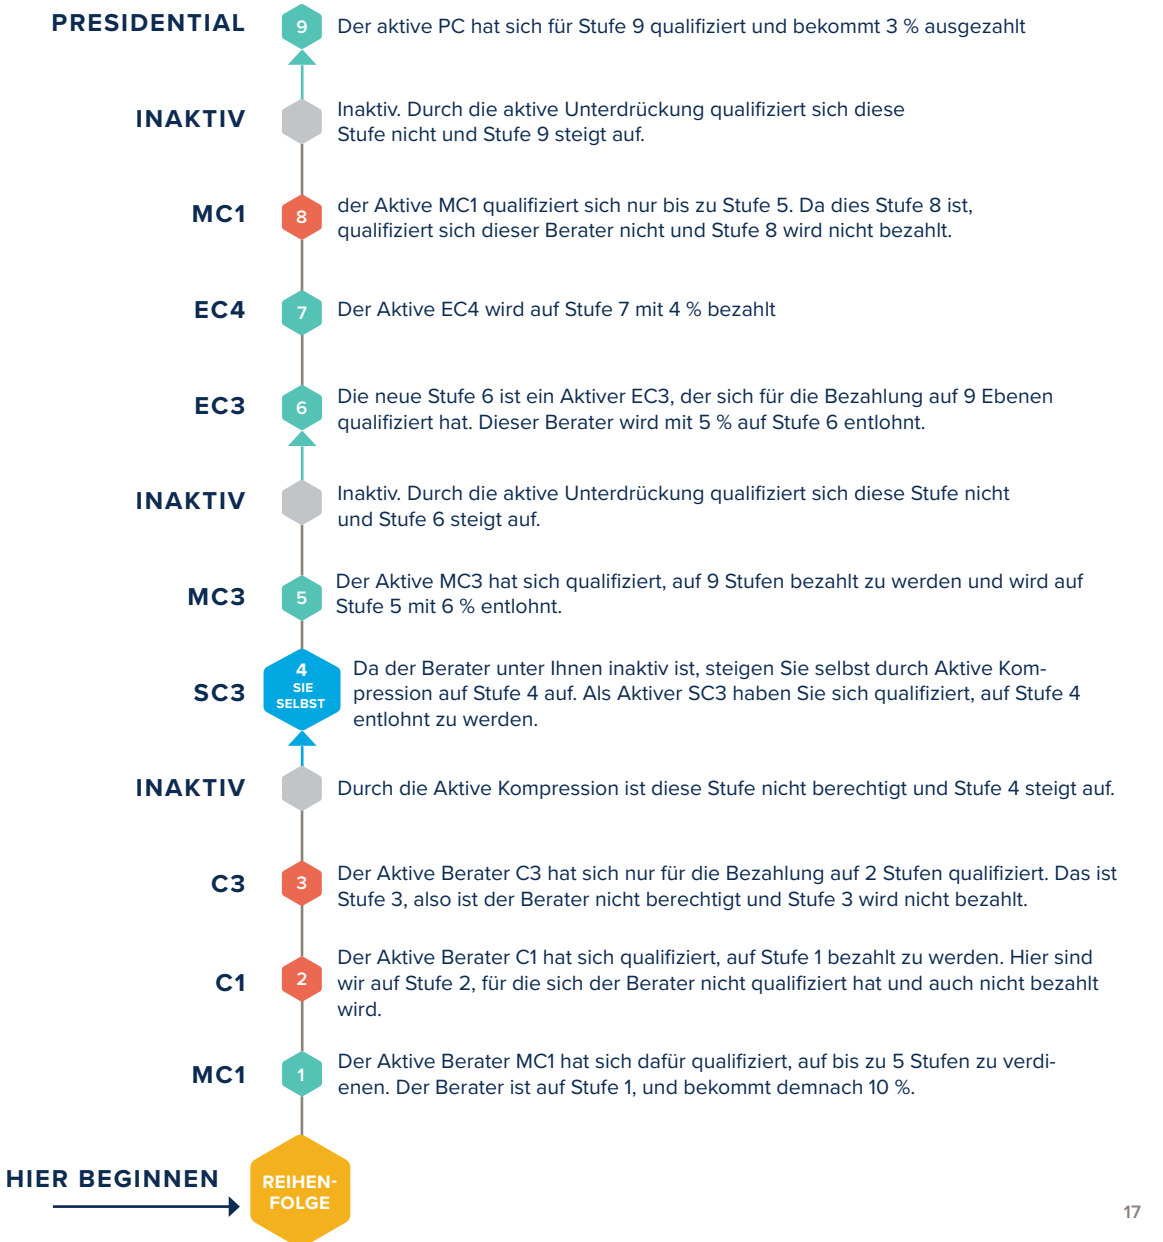 PRESIDENTIAL
9
Der aktive PC hat sich für Stufe 9 qualifiziert und bekommt 3 % ausgezahlt
INAKTIV
Inaktiv. Durch die aktive Unterdrückung qualifiziert sich diese
Stufe nicht und Stufe 9 steigt auf.
MC1
8
der Aktive MC1 qualifiziert sich nur bis zu Stufe 5. Da dies Stufe 8 ist,
qualifiziert sich dieser Berater nicht und Stufe 8 wird nicht bezahlt.
EC4
7
Der Aktive EC4 wird auf Stufe 7 mit 4 % bezahlt
EC3
6
Die neue Stufe 6 ist ein Aktiver EC3, der sich für die Bezahlung auf 9 Ebenen
qualifiziert hat. Dieser Berater wird mit 5 % auf Stufe 6 entlohnt.
INAKTIV
Inaktiv. Durch die aktive Unterdrückung qualifiziert sich diese Stufe nicht
und Stufe 6 steigt auf.
MC3
5
Der Aktive MC3 hat sich qualifiziert, auf 9 Stufen bezahlt zu werden und wird auf
Stufe 5 mit 6 % entlohnt.
SC3
4
SIE
SELBST
Da der Berater unter Ihnen inaktiv ist, steigen Sie selbst durch Aktive Kom-
pression auf Stufe 4 auf. Als Aktiver SC3 haben Sie sich qualifiziert, auf Stufe 4
entlohnt zu werden.
INAKTIV
Durch die Aktive Kompression ist diese Stufe nicht berechtigt und Stufe 4 steigt auf.
C3
3
Der Aktive Berater C3 hat sich nur für die Bezahlung auf 2 Stufen qualifiziert. Das ist
Stufe 3, also ist der Berater nicht berechtigt und Stufe 3 wird nicht bezahlt.
C1
2
Der Aktive Berater C1 hat sich qualifiziert, auf Stufe 1 bezahlt zu werden. Hier sind
wir auf Stufe 2, für die sich der Berater nicht qualifiziert hat und auch nicht bezahlt
wird.
MC1
1
Der Aktive Berater MC1 hat sich dafür qualifiziert, auf bis zu 5 Stufen zu verdi-
enen. Der Berater ist auf Stufe 1, und bekommt demnach 10 %.
HIER BEGINNEN
REIHEN-
FOLGE
17